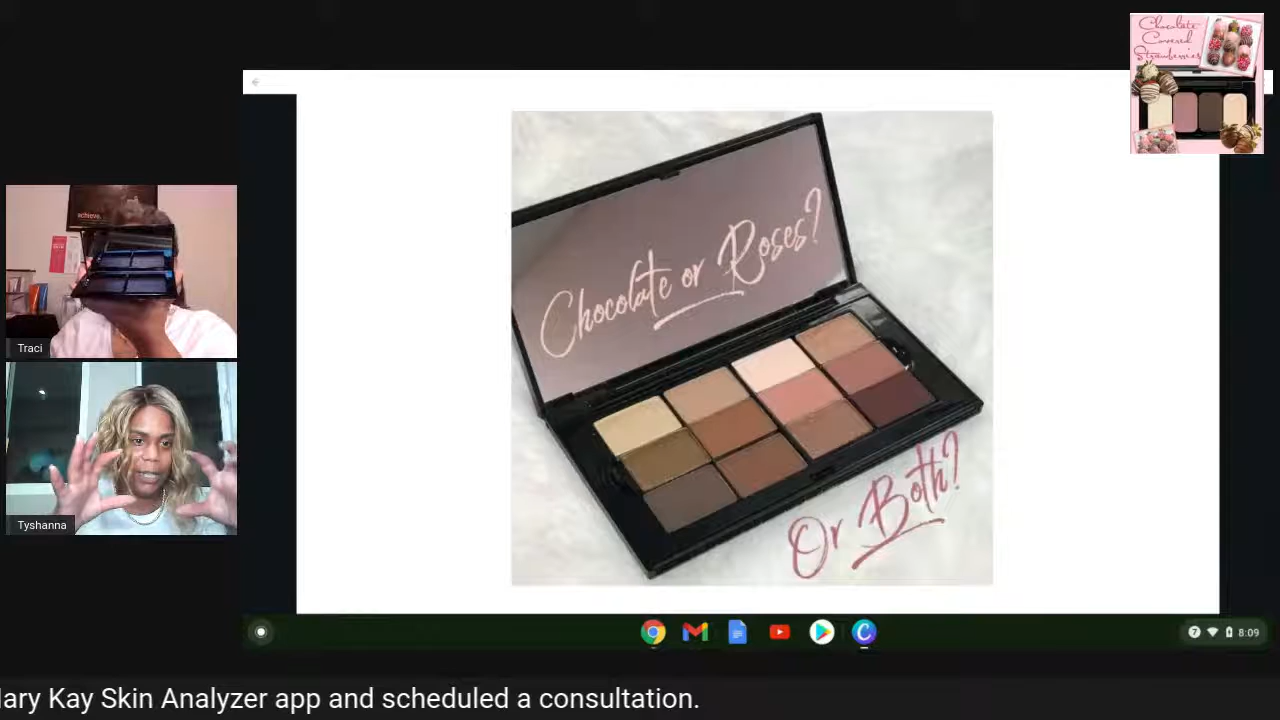 Chocolate
Covered
Strawberries
achieve.
Traci
Tyshanna
Chocolate or Roses?
Or Both?
8:09
ary Kay Skin Analyzer app and scheduled a consultation.